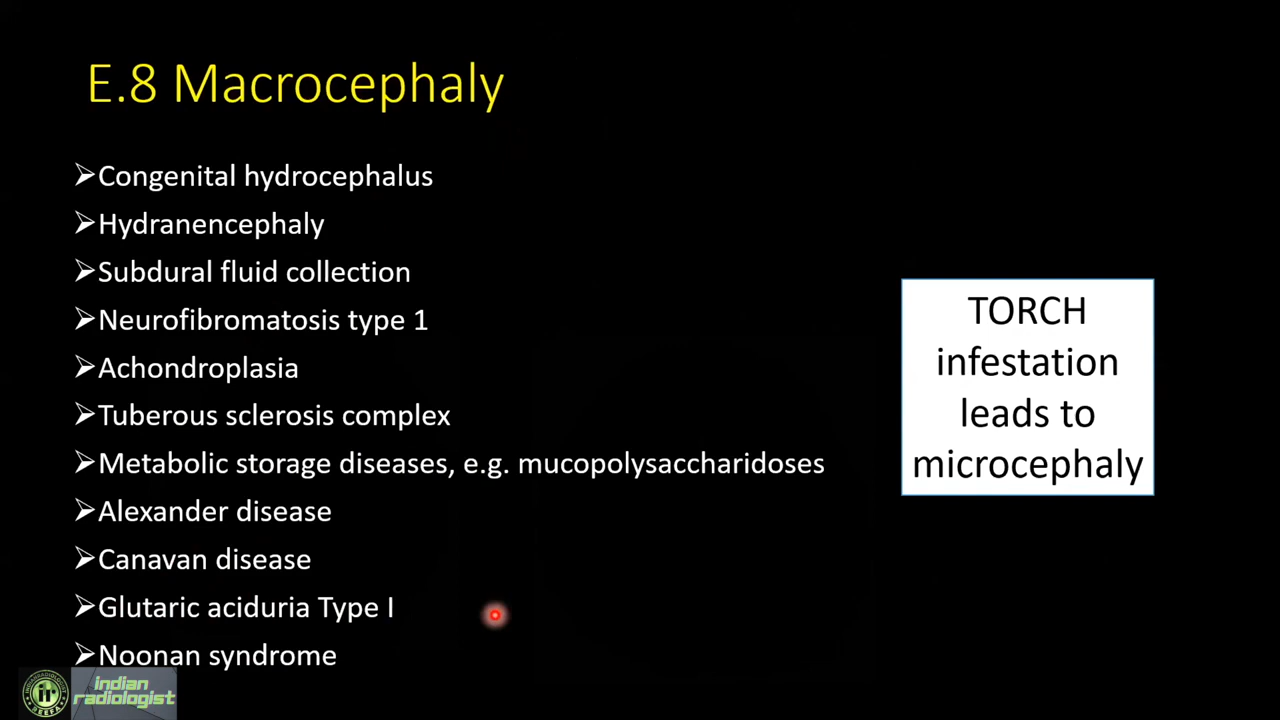 E.8 Macrocephaly
➢Congenital hydrocephalus
➢Hydranencephaly
➢Subdural fluid collection
➢Neurofibromatosis type 1
➢Achondroplasia
➢Tuberous sclerosis complex
➢Metabolic storage diseases, e.g. mucopolysaccharidoses
➢Alexander disease
➢Canavan disease
➢Glutaric aciduria Type I
➢Noonan syndrome
TORCH
infestation
leads to
microcephaly
ir
indian
radiologist